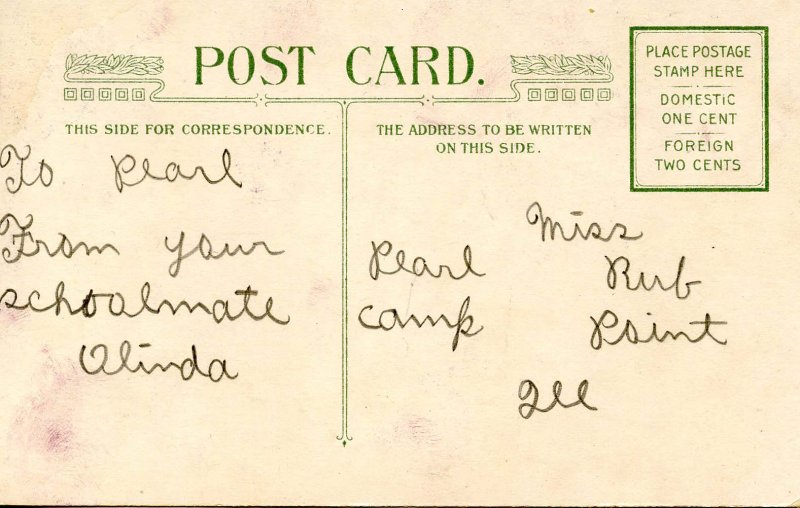 POST CARD.
THIS SIDE FOR CORRESPONDENCE.
THE ADDRESS TO BE WRITTEN
ON THIS SIDE.
PLACE POSTAGE
STAMP HERE
DOMESTIC
ONE CENT
FOREIGN
TWO CENTS
To Pearl
From your
schoolmate
Olinda
Miss
Pearl
Camp
Rub
Point
Ill